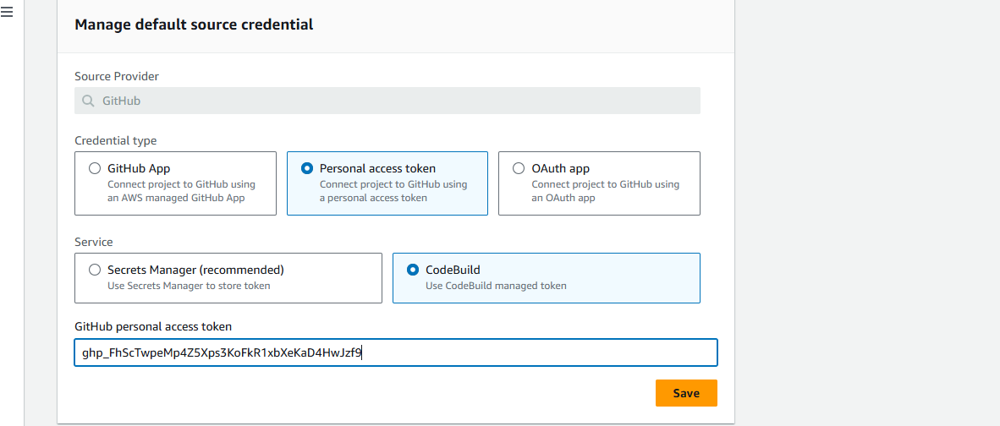 Manage default source credential
Source Provider
GitHub
Credential type
GitHub App
Connect project to GitHub using
an AWS managed GitHub App
Personal access token
Connect project to GitHub using
a personal access token
OAuth app
Connect project to GitHub using
an OAuth app
Service
Secrets Manager (recommended)
Use Secrets Manager to store token
CodeBuild
Use CodeBuild managed token
GitHub personal access token
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9
Save